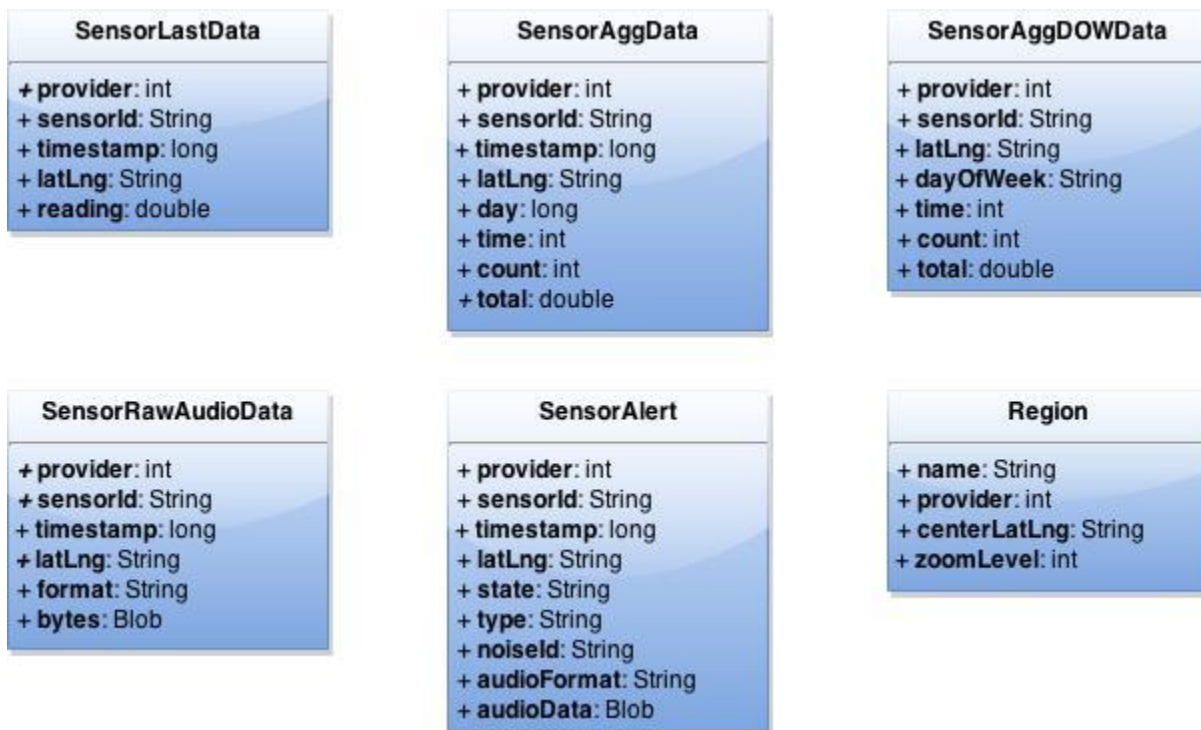 SensorLastData
+ provider: int
+ sensorId: String
+ timestamp: long
+ latLng: String
+ reading: double
SensorAggData
+ provider: int
+ sensorId: String
+ timestamp: long
+ latLng: String
+ day: long
+ time: int
+ count: int
+ total: double
SensorAggDOWData
+ provider: int
+ sensorId: String
+ latLng: String
+ dayOfWeek: String
+ time: int
+ count: int
+ total: double
SensorRawAudioData
+ provider: int
+ sensorId: String
+ timestamp: long
+ latLng: String
+ format: String
+ bytes: Blob
SensorAlert
+ provider: int
+ sensorId: String
+ timestamp: long
+ latLng: String
+ state: String
+ type: String
+ noiseId: String
+ audioFormat: String
+ audioData: Blob
Region
+ name: String
+ provider: int
+ centerLatLng: String
+ zoomLevel: int